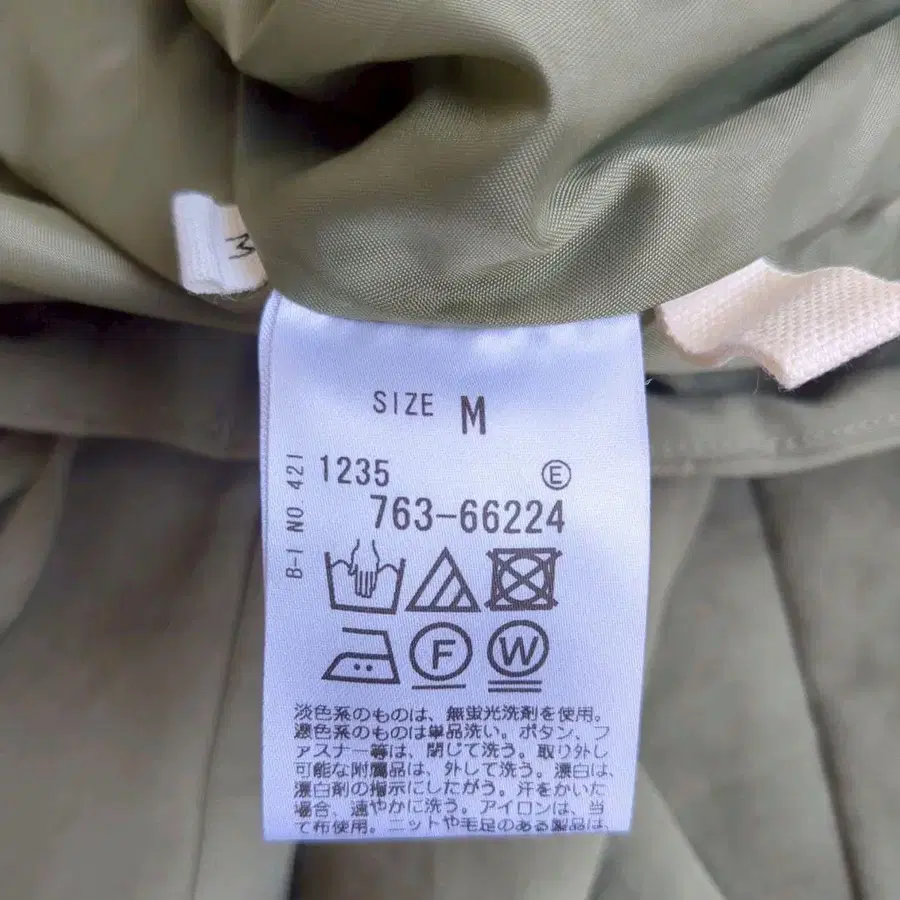 M
SIZE M
B-I NO 421
1235 Ⓔ
763-66224
F W
淡色系のものは、無蛍光洗剤を使用。
濃色系のものは単品洗い。ボタン、フ
ァスナー等は、閉じて洗う。取り外し
可能な附属品は、外して洗う。漂白は、
漂白剤の指示にしたがう。汗をかいた
場合、速やかに洗う。アイロンは、当
て布使用。ニットや毛足のある製品は、